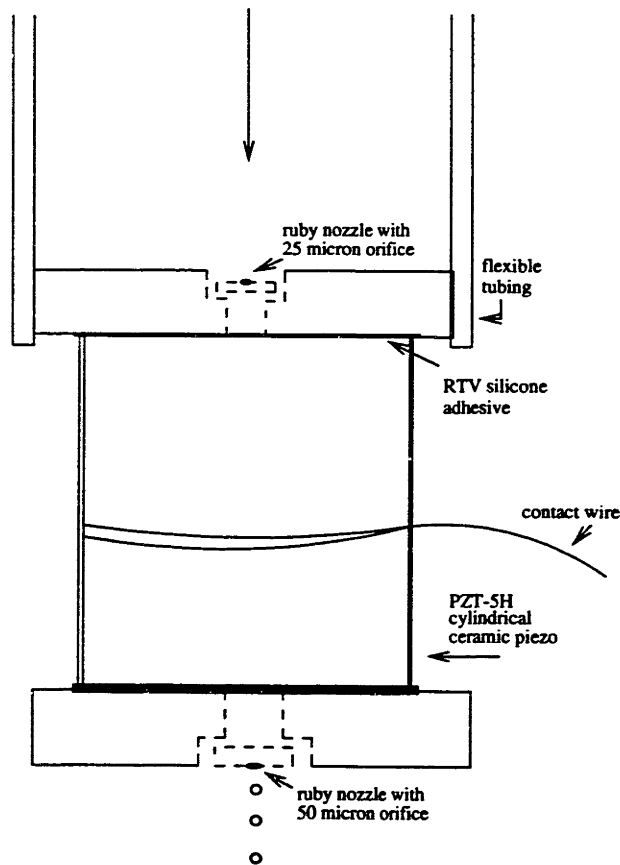 ruby nozzle with
25 micron orifice
flexible
tubing
RTV silicone
adhesive
contact wire
PZT-5H
cylindrical
ceramic piezo
ruby nozzle with
50 micron orifice